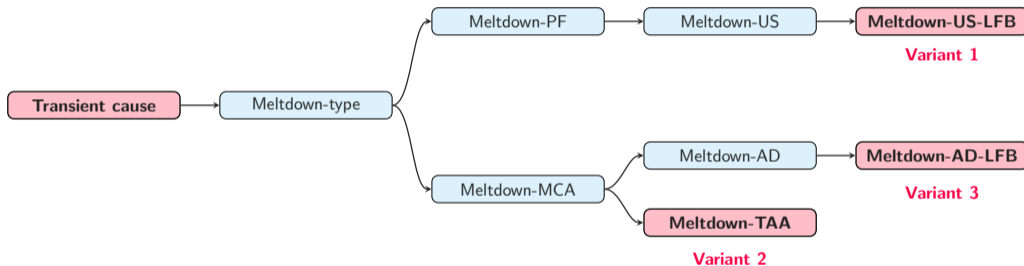 Meltdown-PF
Meltdown-US
Meltdown-US-LFB
Variant 1
Transient cause
Meltdown-type
Meltdown-AD
Meltdown-AD-LFB
Meltdown-MCA
Variant 3
Meltdown-TAA
Variant 2